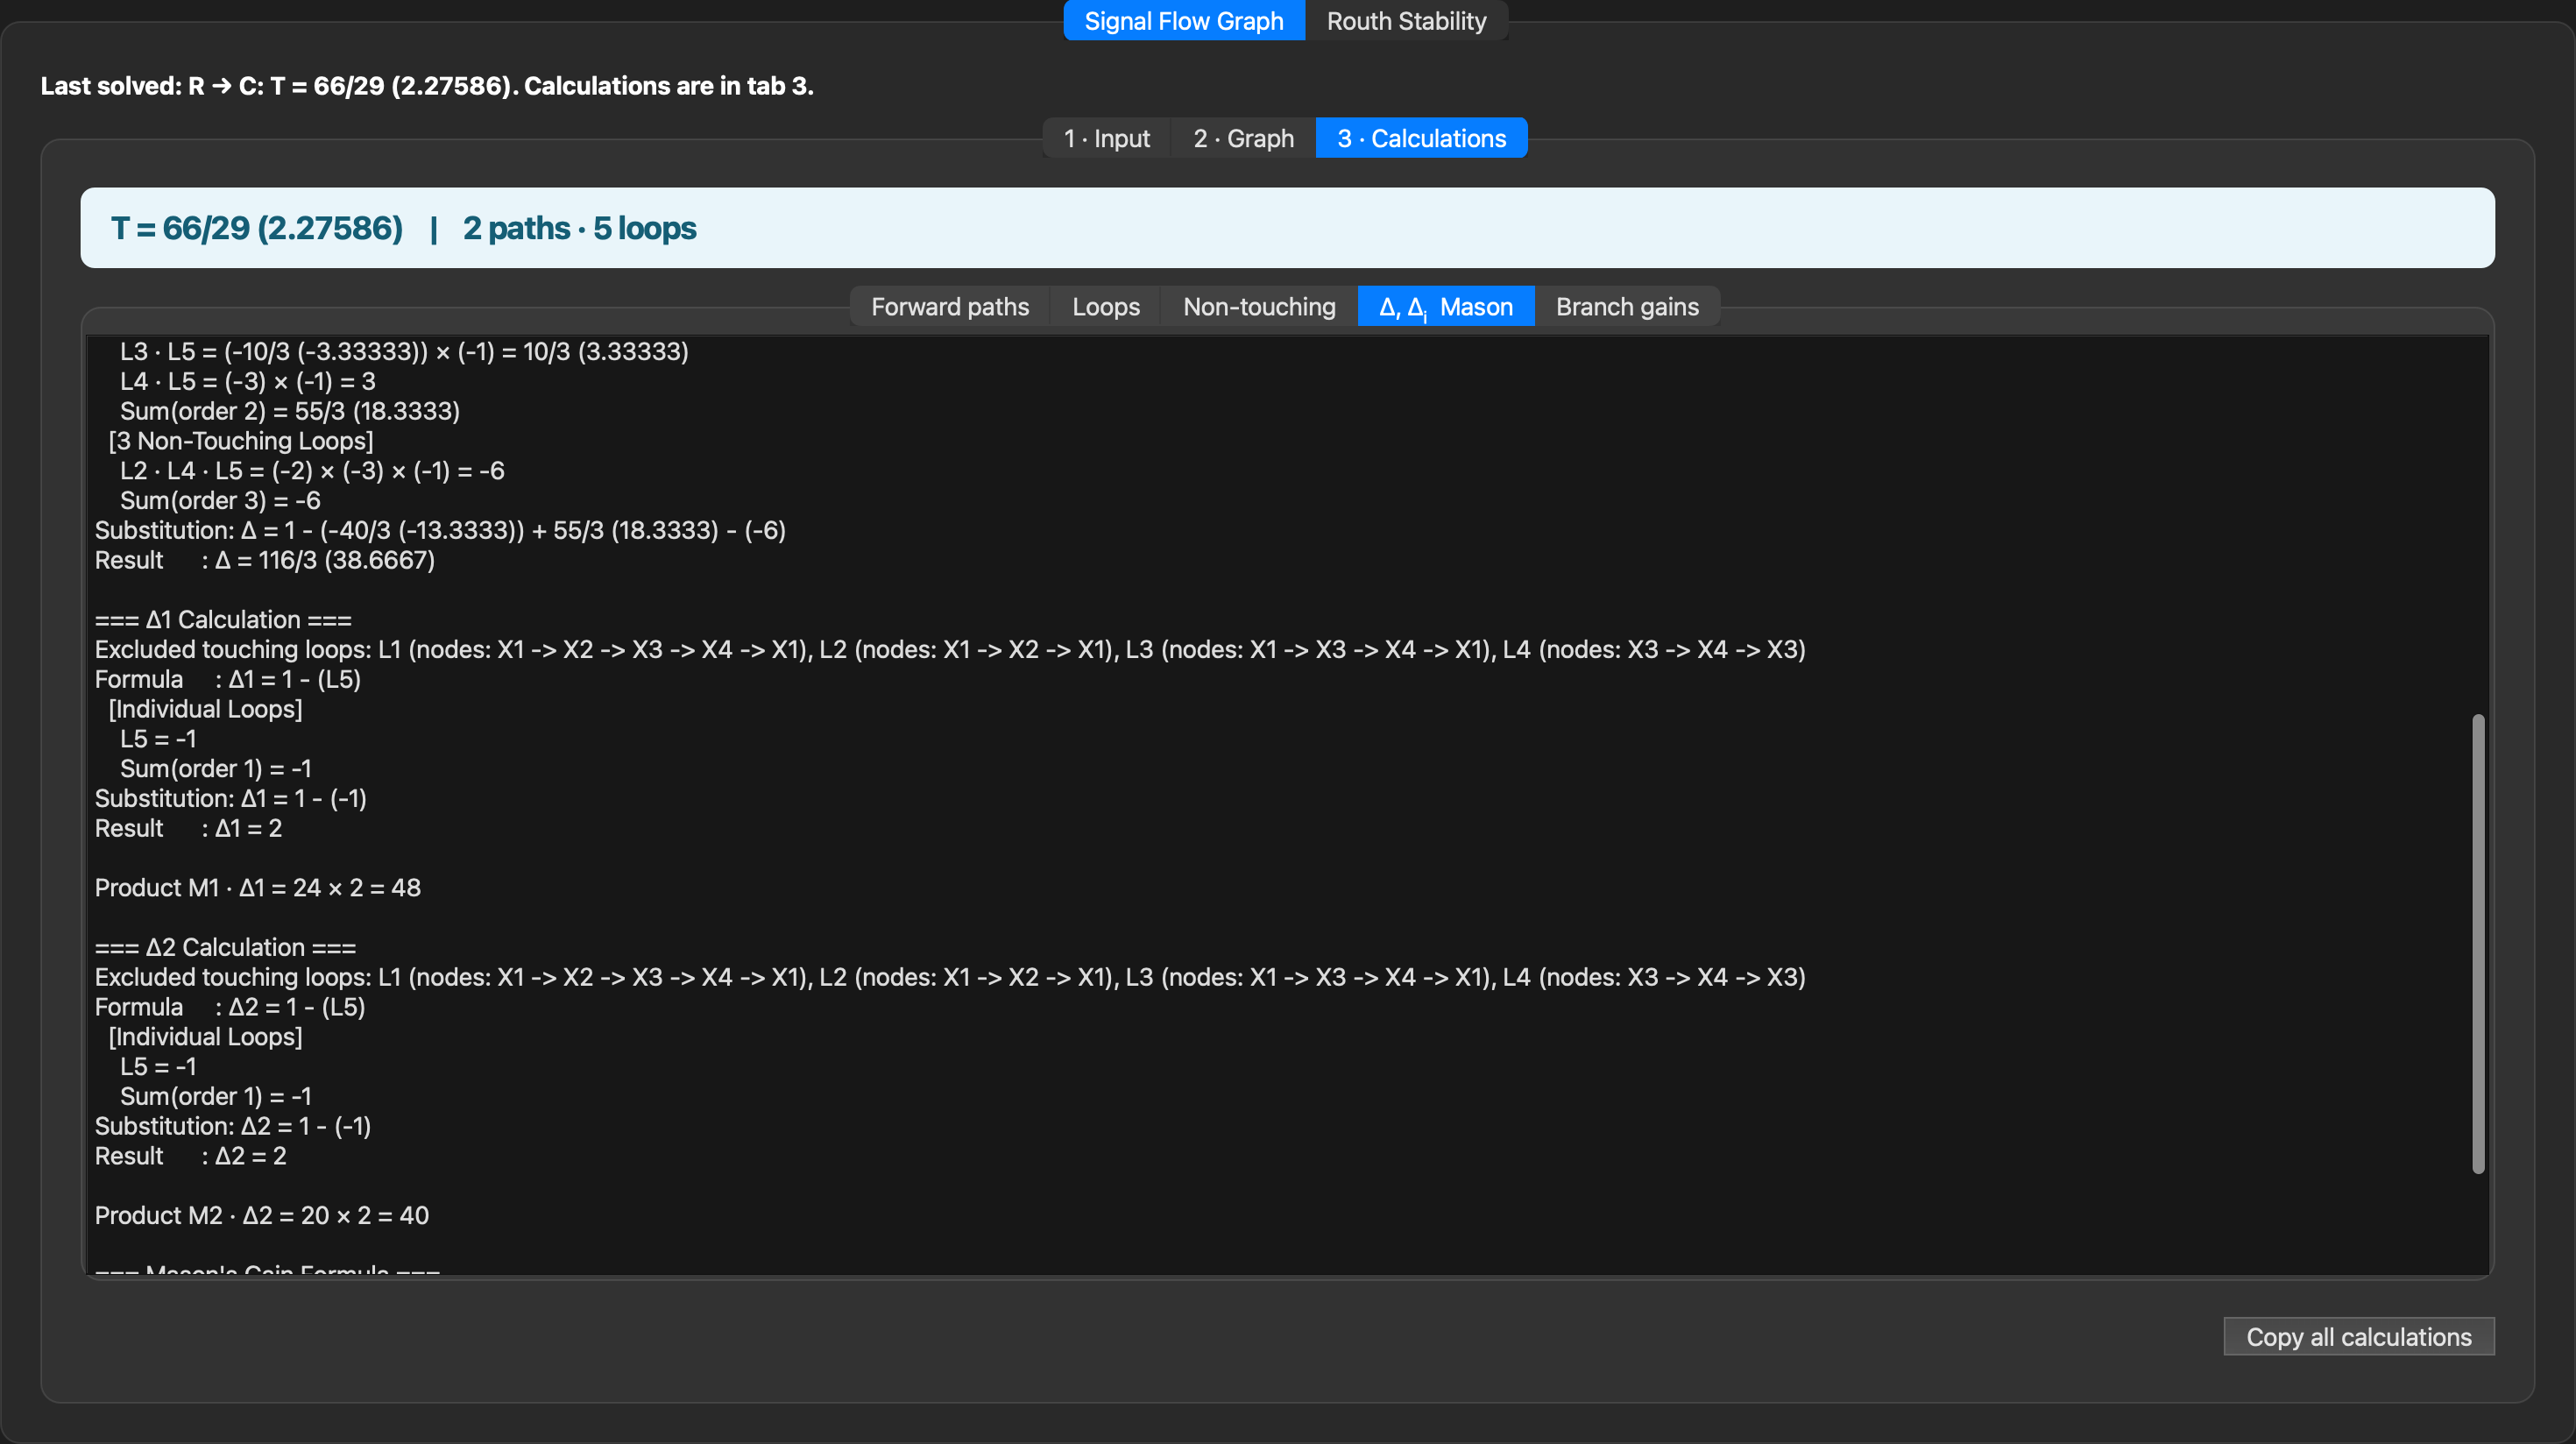 Signal Flow Graph Routh Stability
Last solved: R → C: T = 66/29 (2.27586). Calculations are in tab 3.
1 · Input 2 · Graph 3 · Calculations
T = 66/29 (2.27586) | 2 paths · 5 loops
Forward paths Loops Non-touching Δ, Δi Mason Branch gains
L3 · L5 = (-10/3 (-3.33333)) × (-1) = 10/3 (3.33333)
L4 · L5 = (-3) × (-1) = 3
Sum(order 2) = 55/3 (18.3333)
[3 Non-Touching Loops]
L2 · L4 · L5 = (-2) × (-3) × (-1) = -6
Sum(order 3) = -6
Substitution: Δ = 1 - (-40/3 (-13.3333)) + 55/3 (18.3333) - (-6)
Result : Δ = 116/3 (38.6667)
=== Δ1 Calculation ===
Excluded touching loops: L1 (nodes: X1 -> X2 -> X3 -> X4 -> X1), L2 (nodes: X1 -> X2 -> X1), L3 (nodes: X1 -> X3 -> X4 -> X1), L4 (nodes: X3 -> X4 -> X3)
Formula : Δ1 = 1 - (L5)
[Individual Loops]
L5 = -1
Sum(order 1) = -1
Substitution: Δ1 = 1 - (-1)
Result : Δ1 = 2
Product M1 · Δ1 = 24 × 2 = 48
=== Δ2 Calculation ===
Excluded touching loops: L1 (nodes: X1 -> X2 -> X3 -> X4 -> X1), L2 (nodes: X1 -> X2 -> X1), L3 (nodes: X1 -> X3 -> X4 -> X1), L4 (nodes: X3 -> X4 -> X3)
Formula : Δ2 = 1 - (L5)
[Individual Loops]
L5 = -1
Sum(order 1) = -1
Substitution: Δ2 = 1 - (-1)
Result : Δ2 = 2
Product M2 · Δ2 = 20 × 2 = 40
=== Mason's Gain Formula ===
Copy all calculations